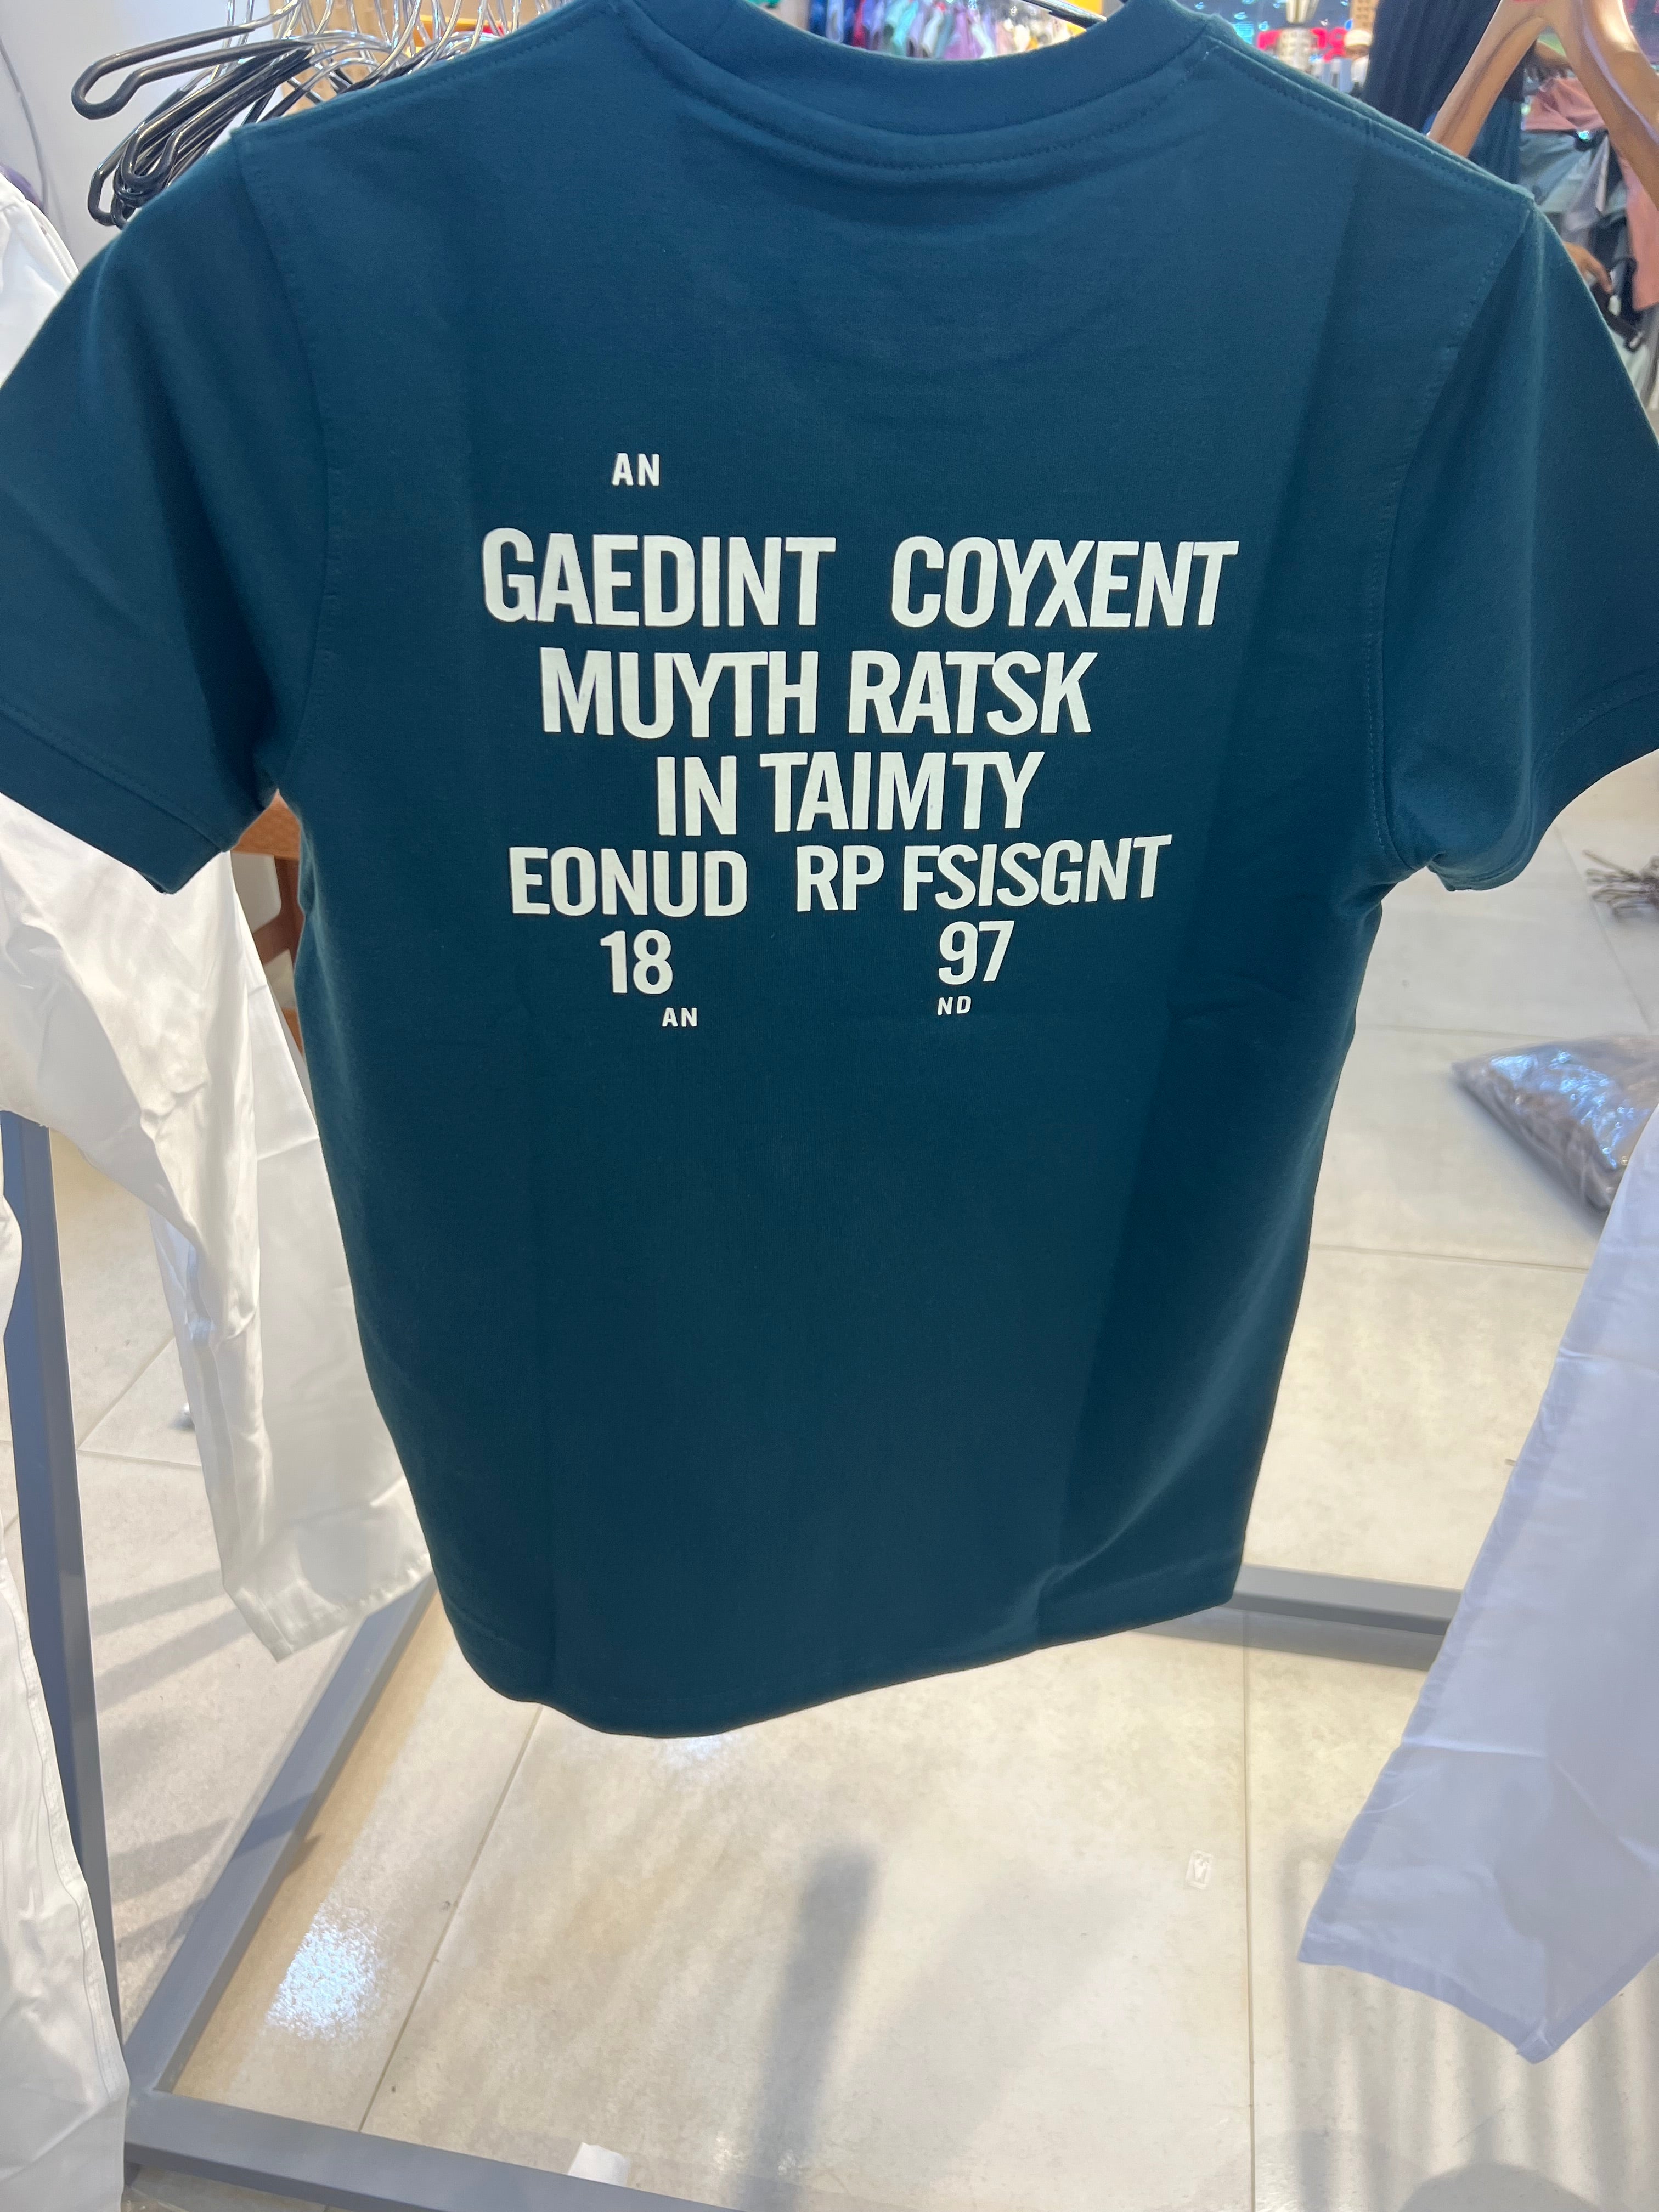 AN
GAEDINT COYXENT
MUYTH RATSK
IN TAIMTY
EONUD RP FSISGNT
18 97
AN ND